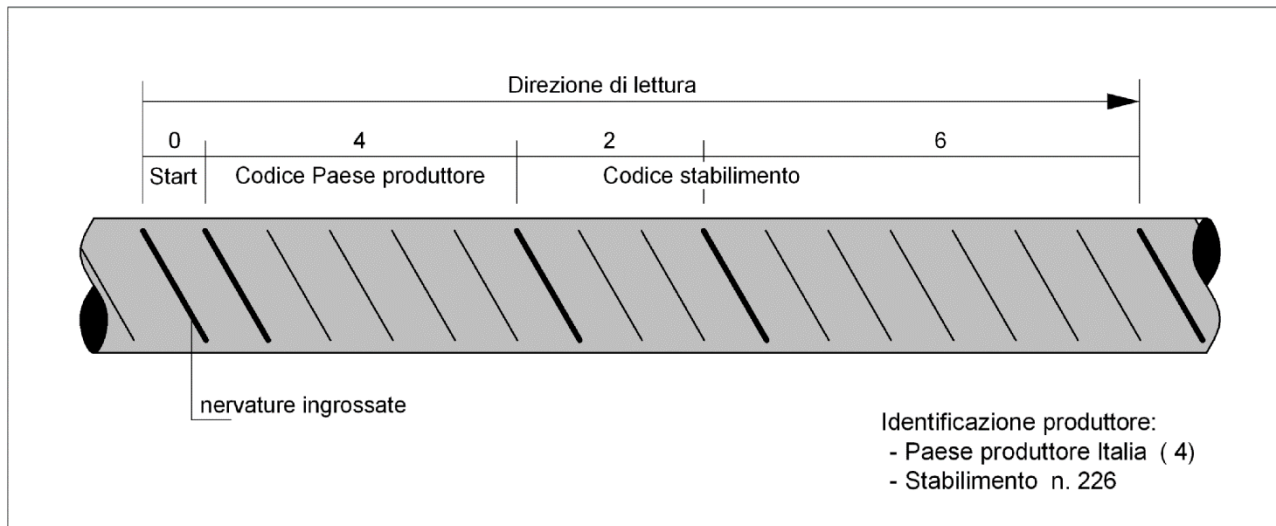 Direzione di lettura
0 4 2 6
Start Codice Paese produttore Codice stabilimento
nervature ingrossate
Identificazione produttore:
- Paese produttore Italia ( 4)
- Stabilimento n. 226